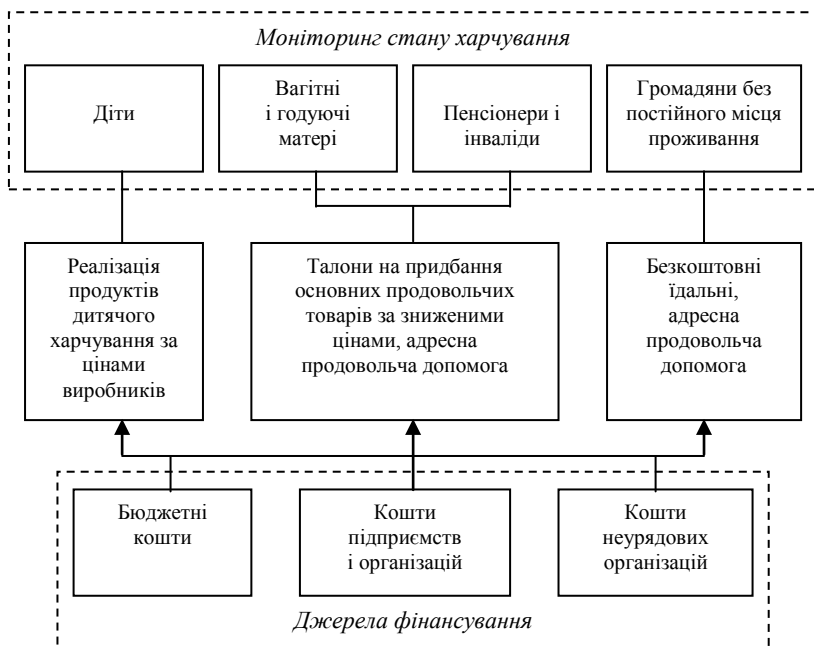 Моніторинг стану харчування
Діти
Вагітні
і годуючі
матері
Пенсіонери і
інваліди
Громадяни без
постійного місця
проживання
Реалізація
продуктів
дитячого
харчування за
цінами
виробників
Талони на придбання
основних продовольчих
товарів за зниженими
цінами, адресна
продовольча допомога
Безкоштовні
їдальні,
адресна
продовольча
допомога
Бюджетні
кошти
Кошти
підприємств
і організацій
Кошти
неурядових
організацій
Джерела фінансування